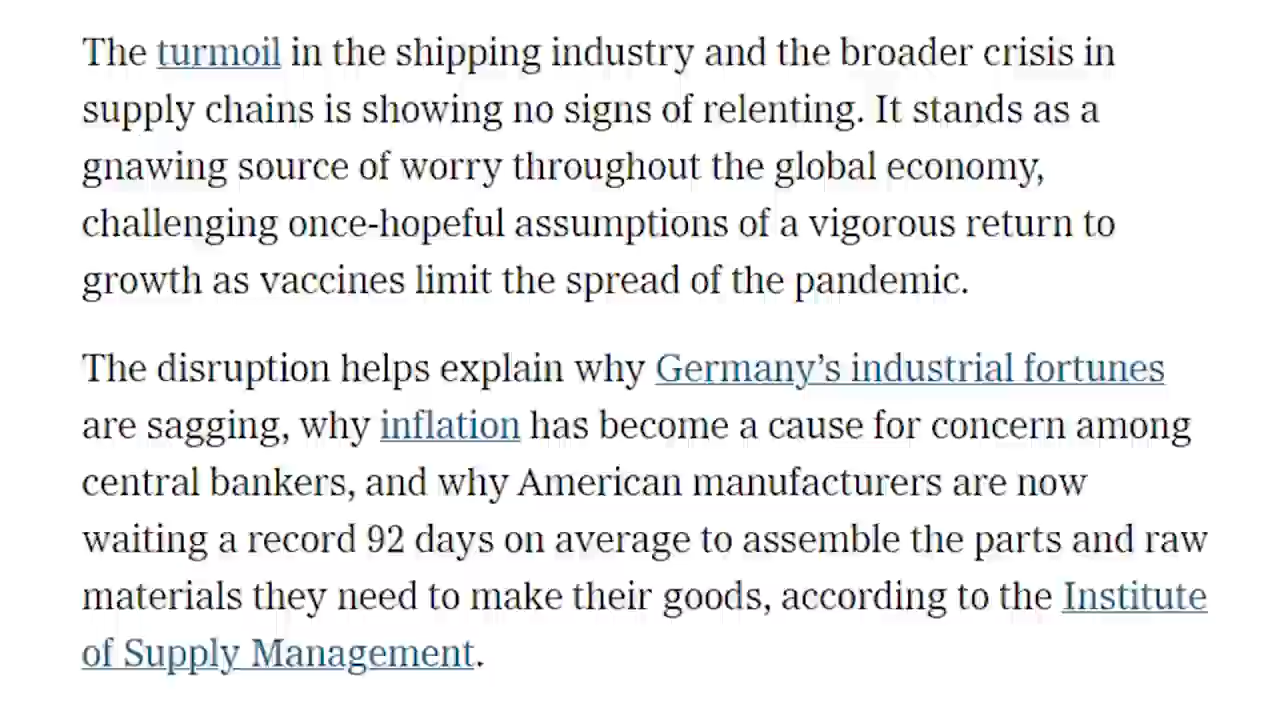 The turmoil in the shipping industry and the broader crisis in
supply chains is showing no signs of relenting. It stands as a
gnawing source of worry throughout the global economy,
challenging once-hopeful assumptions of a vigorous return to
growth as vaccines limit the spread of the pandemic.
The disruption helps explain why Germany’s industrial fortunes
are sagging, why inflation has become a cause for concern among
central bankers, and why American manufacturers are now
waiting a record 92 days on average to assemble the parts and raw
materials they need to make their goods, according to the Institute
of Supply Management.